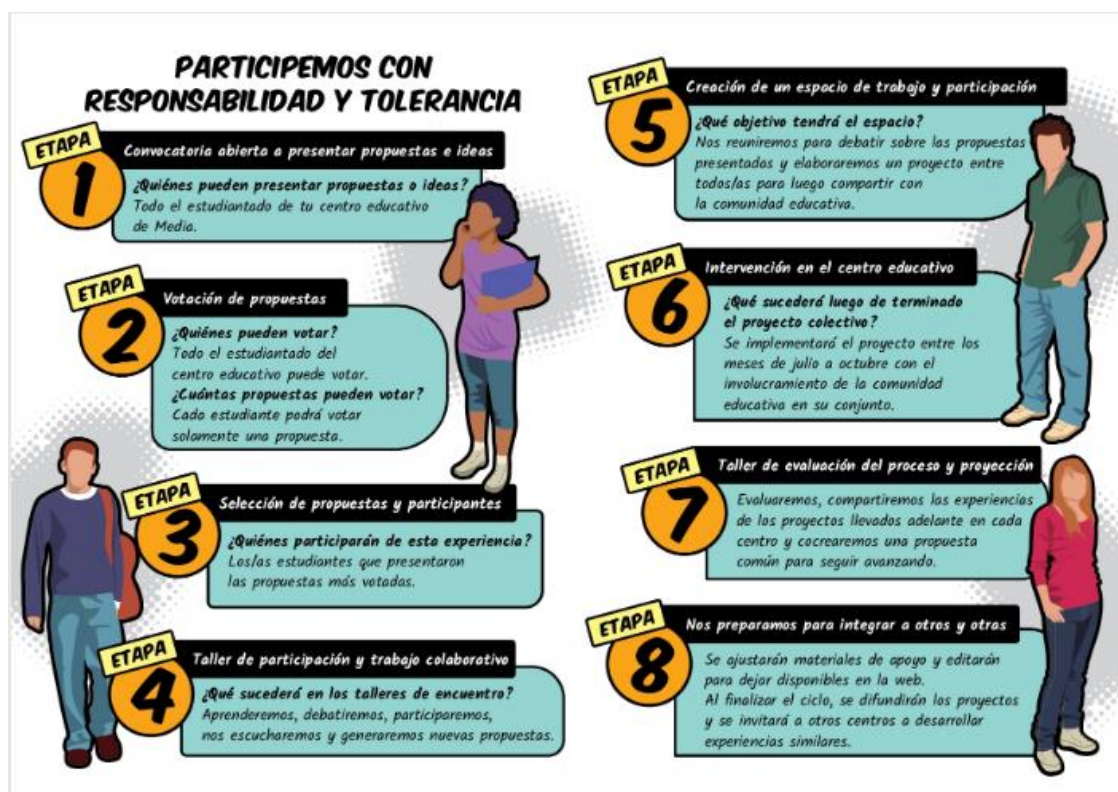 PARTICIPEMOS CON
RESPONSABILIDAD Y TOLERANCIA
ETAPA
1
Convocatoria abierta a presentar propuestas e ideas
¿Quiénes pueden presentar propuestas o ideas?
Todo el estudiantado de tu centro educativo
de Media.
ETAPA
2
Votación de propuestas
¿Quiénes pueden votar?
Todo el estudiantado del
centro educativo puede votar.
¿Cuántas propuestas pueden votar?
Cada estudiante podrá votar
solamente una propuesta.
ETAPA
3
Selección de propuestas y participantes
¿Quiénes participarán de esta experiencia?
Los/as estudiantes que presentaron
las propuestas más votadas.
ETAPA
4
Taller de participación y trabajo colaborativo
¿Qué sucederá en los talleres de encuentro?
Aprenderemos, debatiremos, participaremos,
nos escucharemos y generaremos nuevas propuestas.
ETAPA
5
Creación de un espacio de trabajo y participación
¿Qué objetivo tendrá el espacio?
Nos reuniremos para debatir sobre las propuestas
presentadas y elaboraremos un proyecto entre
todos/as para luego compartir con
la comunidad educativa.
ETAPA
6
Intervención en el centro educativo
¿Qué sucederá luego de terminado
el proyecto colectivo?
Se implementará el proyecto entre los
meses de julio a octubre con el
involucramiento de la comunidad
educativa en su conjunto.
ETAPA
7
Taller de evaluación del proceso y proyección
Evaluaremos, compartiremos las experiencias
de los proyectos llevados adelante en cada
centro y cocrearemos una propuesta
común para seguir avanzando.
ETAPA
8
Nos preparamos para integrar a otros y otras
Se ajustarán materiales de apoyo y editarán
para dejar disponibles en la web.
Al finalizar el ciclo, se difundirán los proyectos
y se invitará a otros centros a desarrollar
experiencias similares.